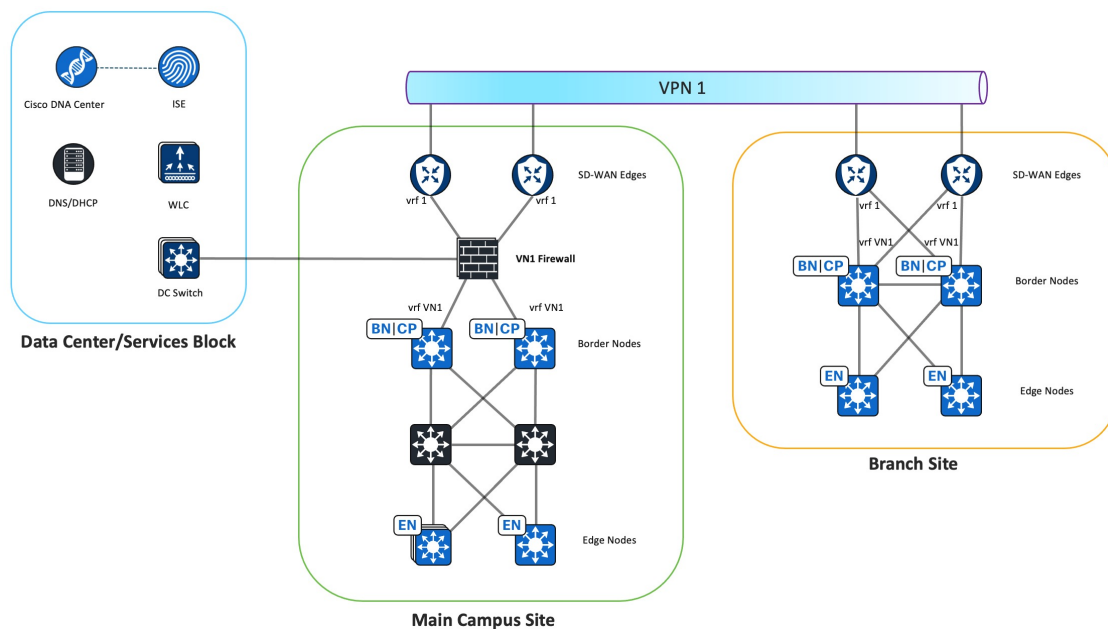 Cisco DNA Center
ISE
DNS/DHCP
WLC
DC Switch
Data Center/Services Block
VPN 1
SD-WAN Edges
vrf 1
vrf 1
VN1 Firewall
vrf VN1
vrf VN1
BN|CP
BN|CP
Border Nodes
EN
EN
Edge Nodes
Main Campus Site
SD-WAN Edges
vrf 1
vrf 1
vrf VN1
vrf VN1
BN|CP
BN|CP
Border Nodes
EN
EN
Edge Nodes
Branch Site